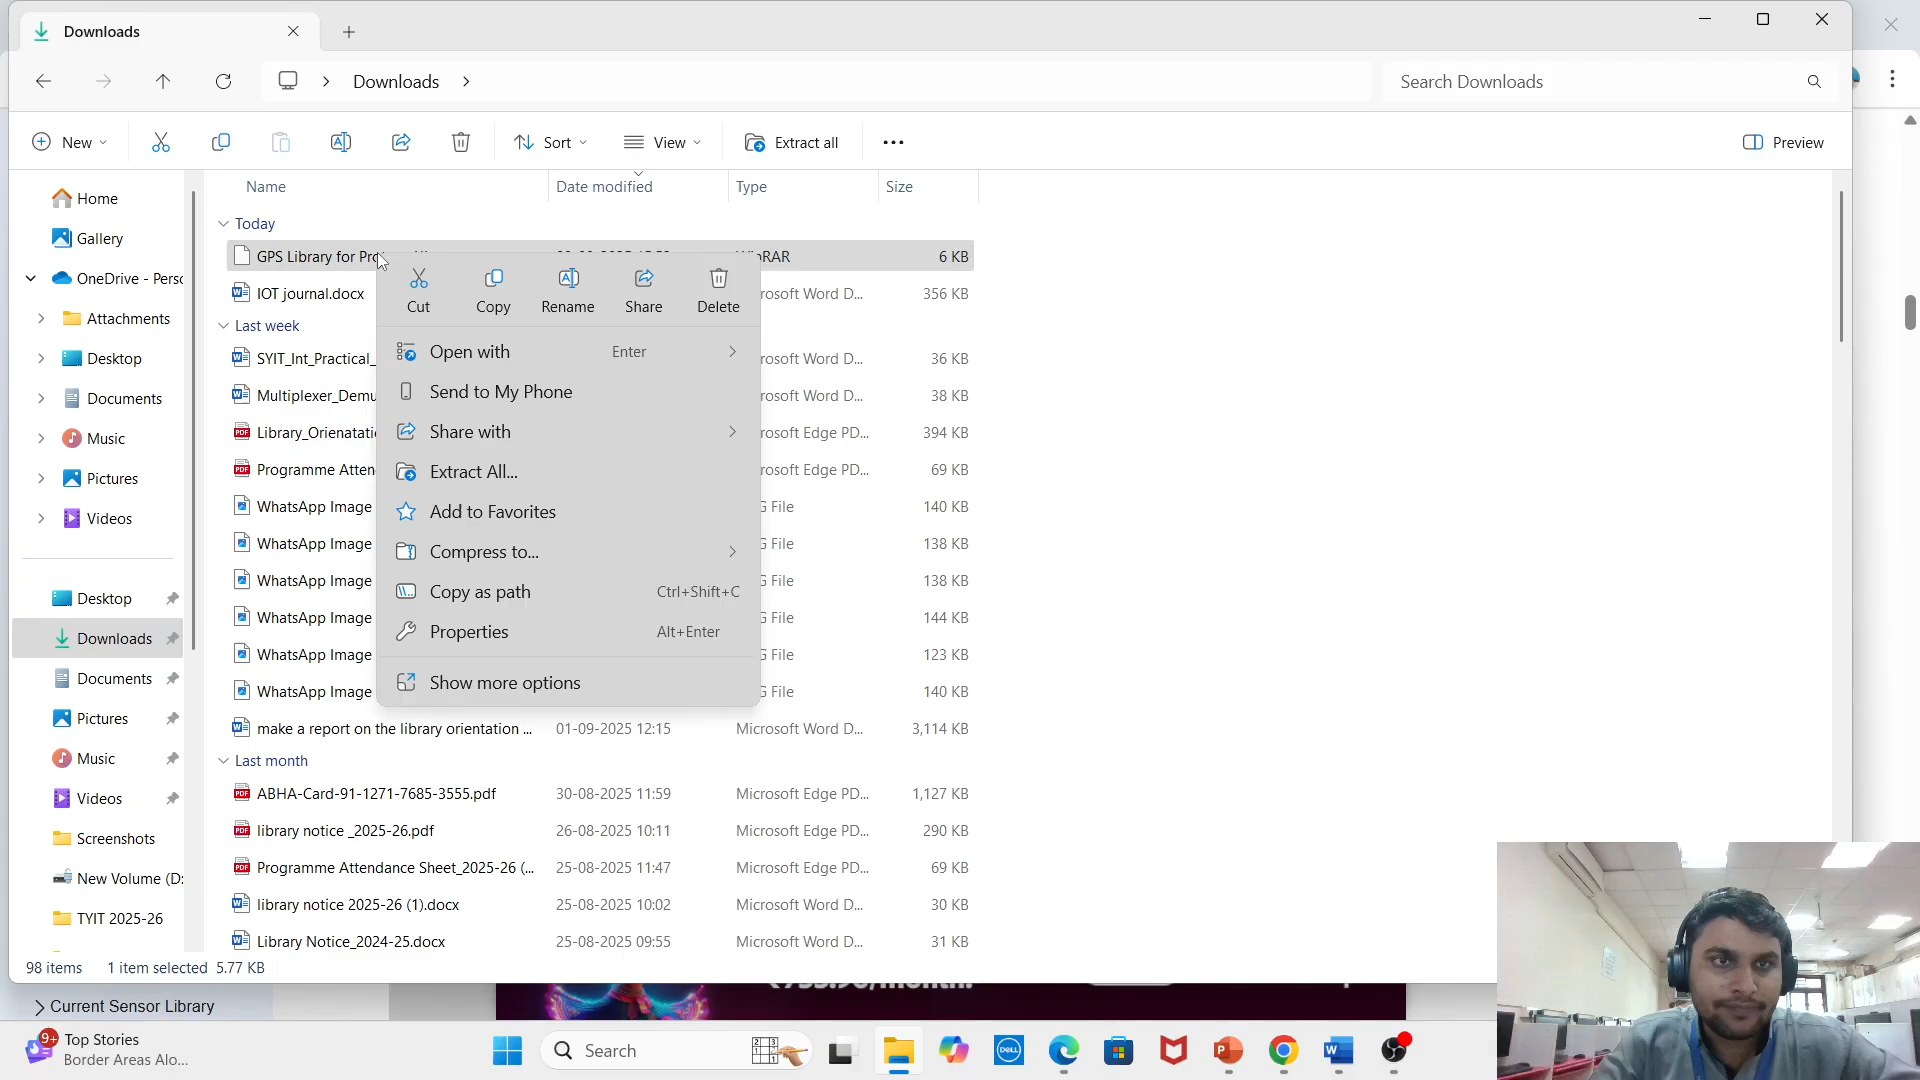 Downloads
Downloads
Search Downloads
New
Sort
View
Extract all
Preview
Name
Date modified
Type
Size
Home
Gallery
OneDrive - Perso
Attachments
Desktop
Documents
Music
Pictures
Videos
Desktop
Downloads
Documents
Pictures
Music
Videos
Screenshots
New Volume (D:
TYIT 2025-26
Today
GPS Library for Pro
RAR
6 KB
IOT journal.docx
rosoft Word D...
356 KB
Last week
SYIT_Int_Practical_
rosoft Word D...
36 KB
Multiplexer_Demu
rosoft Word D...
38 KB
Library_Orienatati
rosoft Edge PD...
394 KB
Programme Atten
rosoft Edge PD...
69 KB
WhatsApp Image
G File
140 KB
WhatsApp Image
G File
138 KB
WhatsApp Image
G File
138 KB
WhatsApp Image
G File
144 KB
WhatsApp Image
G File
123 KB
WhatsApp Image
G File
140 KB
make a report on the library orientation ...
01-09-2025 12:15
Microsoft Word D...
3,114 KB
Last month
ABHA-Card-91-1271-7685-3555.pdf
30-08-2025 11:59
Microsoft Edge PD...
1,127 KB
library notice _2025-26.pdf
26-08-2025 10:11
Microsoft Edge PD...
290 KB
Programme Attendance Sheet_2025-26 (...
25-08-2025 11:47
Microsoft Edge PD...
69 KB
library notice 2025-26 (1).docx
25-08-2025 10:02
Microsoft Word D...
30 KB
Library Notice_2024-25.docx
25-08-2025 09:55
Microsoft Word D...
31 KB
Cut
Copy
Rename
Share
Delete
Open with
Enter
Send to My Phone
Share with
Extract All...
Add to Favorites
Compress to...
Copy as path
Ctrl+Shift+C
Properties
Alt+Enter
Show more options
98 items
1 item selected
5.77 KB
Current Sensor Library
9+
Top Stories
Border Areas Alo...
Search
DELL